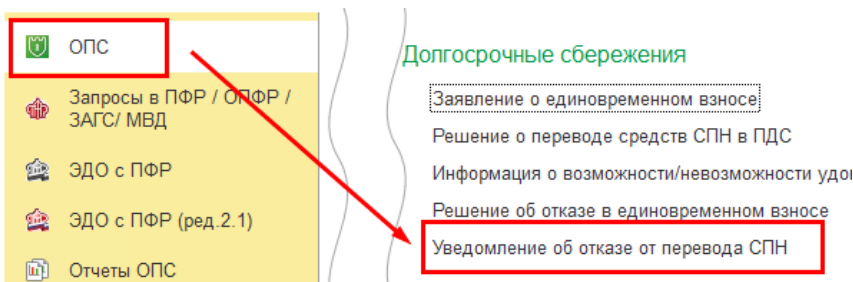 ОПС
Запросы в ПФР / ОПФР /
ЗАГС/ МВД
ЭДО с ПФР
ЭДО с ПФР (ред.2.1)
Отчеты ОПС
Долгосрочные сбережения
Заявление о единовременном взносе
Решение о переводе средств СПН в ПДС
Информация о возможности/невозможности
Решение об отказе в единовременном взносе
Уведомление об отказе от перевода СПН